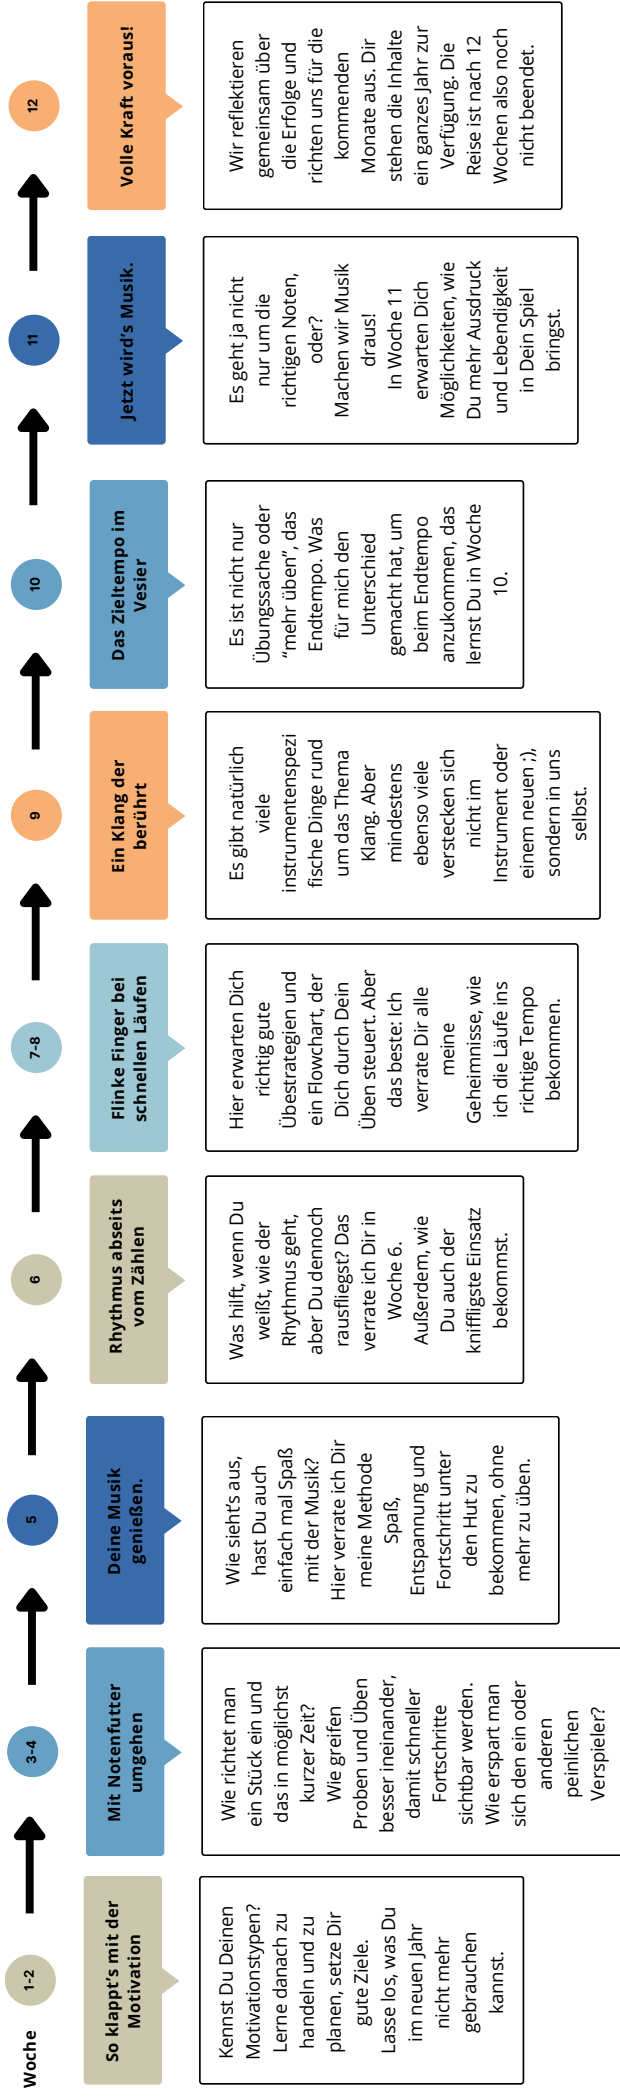 Woche
1-2
So klappt's mit der
Motivation
Kennst Du Deinen
Motivationstypen?
Lerne danach zu
handeln und zu
planen, setze Dir
gute Ziele.
Lasse los, was Du
im neuen Jahr
nicht mehr
gebrauchen
kannst.
3-4
Mit Notenfutter
umgehen
Wie richtet man
ein Stück ein und
das in möglichst
kurzer Zeit?
Wie greifen
Proben und Üben
besser ineinander,
damit schneller
Fortschritte
sichtbar werden.
Wie erspart man
sich den ein oder
anderen
peinlichen
Verspieler?
5
Deine Musik
genießen.
Wie sieht's aus,
hast Du auch
einfach mal Spaß
mit der Musik?
Hier verrate ich Dir
meine Methode
Spaß,
Entspannung und
Fortschritt unter
den Hut zu
bekommen, ohne
mehr zu üben.
6
Rhythmus abseits
vom Zählen
Was hilft, wenn Du
weißt, wie der
Rhythmus geht,
aber Du dennoch
rausfliegst? Das
verrate ich Dir in
Woche 6.
Außerdem, wie
Du auch der
kniffligste Einsatz
bekommst.
7-8
Flinke Finger bei
schnellen Läufen
Hier erwarten Dich
richtig gute
Übestrategien und
ein Flowchart, der
Dich durch Dein
Üben steuert. Aber
das beste: Ich
verrate Dir alle
meine
Geheimnisse, wie
ich die Läufe ins
richtige Tempo
bekommen.
9
Ein Klang der
berührt
Es gibt natürlich
viele
instrumentenspezi
fische Dinge rund
um das Thema
Klang. Aber
mindestens
ebenso viele
verstecken sich
nicht im
Instrument oder
einem neuen ;),
sondern in uns
selbst.
10
Das Zieltempo im
Vesier
Es ist nicht nur
Übungssache oder
“mehr üben”, das
Endtempo. Was
für mich den
Unterschied
gemacht hat, um
beim Endtempo
anzukommen, das
lernst Du in Woche
10.
11
Jetzt wird's Musik.
Es geht ja nicht
nur um die
richtigen Noten,
oder?
Machen wir Musik
draus!
In Woche 11
erwarten Dich
Möglichkeiten, wie
Du mehr Ausdruck
und Lebendigkeit
in Dein Spiel
bringst.
12
Volle Kraft voraus!
Wir reflektieren
gemeinsam über
die Erfolge und
richten uns für die
kommenden
Monate aus. Dir
stehen die Inhalte
ein ganzes Jahr zur
Verfügung. Die
Reise ist nach 12
Wochen also noch
nicht beendet.